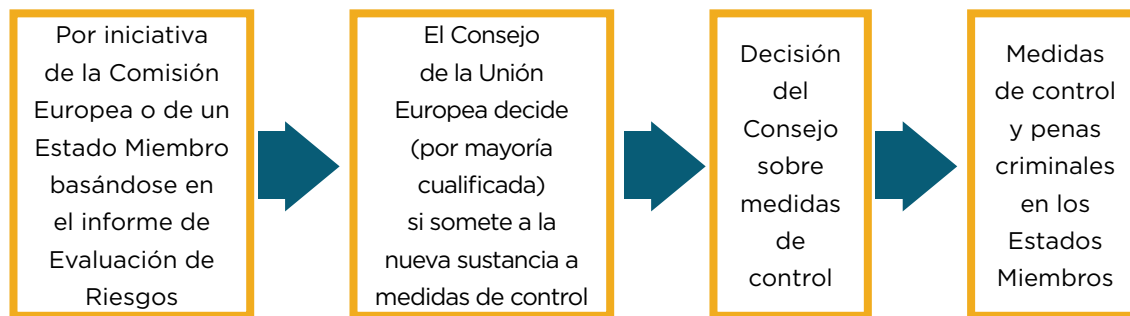 Por iniciativa
de la Comisión
Europea o de un
Estado Miembro
basándose en
el informe de
Evaluación de
Riesgos
El Consejo
de la Unión
Europea decide
(por mayoría
cualificada)
si somete a la
nueva sustancia a
medidas de control
Decisión
del
Consejo
sobre
medidas
de
control
Medidas
de control
y penas
criminales
en los
Estados
Miembros